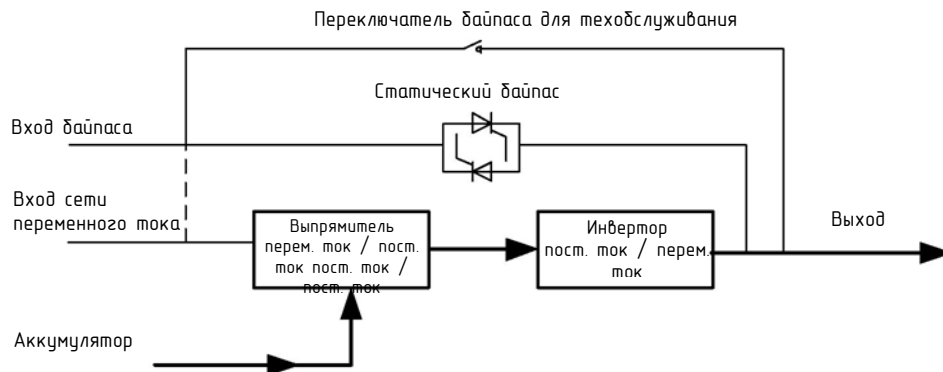 Переключатель байпаса для техобслуживания
Статический байпас
Вход байпаса
Вход сети
переменного тока
Выпрямитель
перем. ток / пост.
ток пост. ток /
пост. ток
Инвертор
пост. ток / перем.
ток
Выход
Аккумулятор